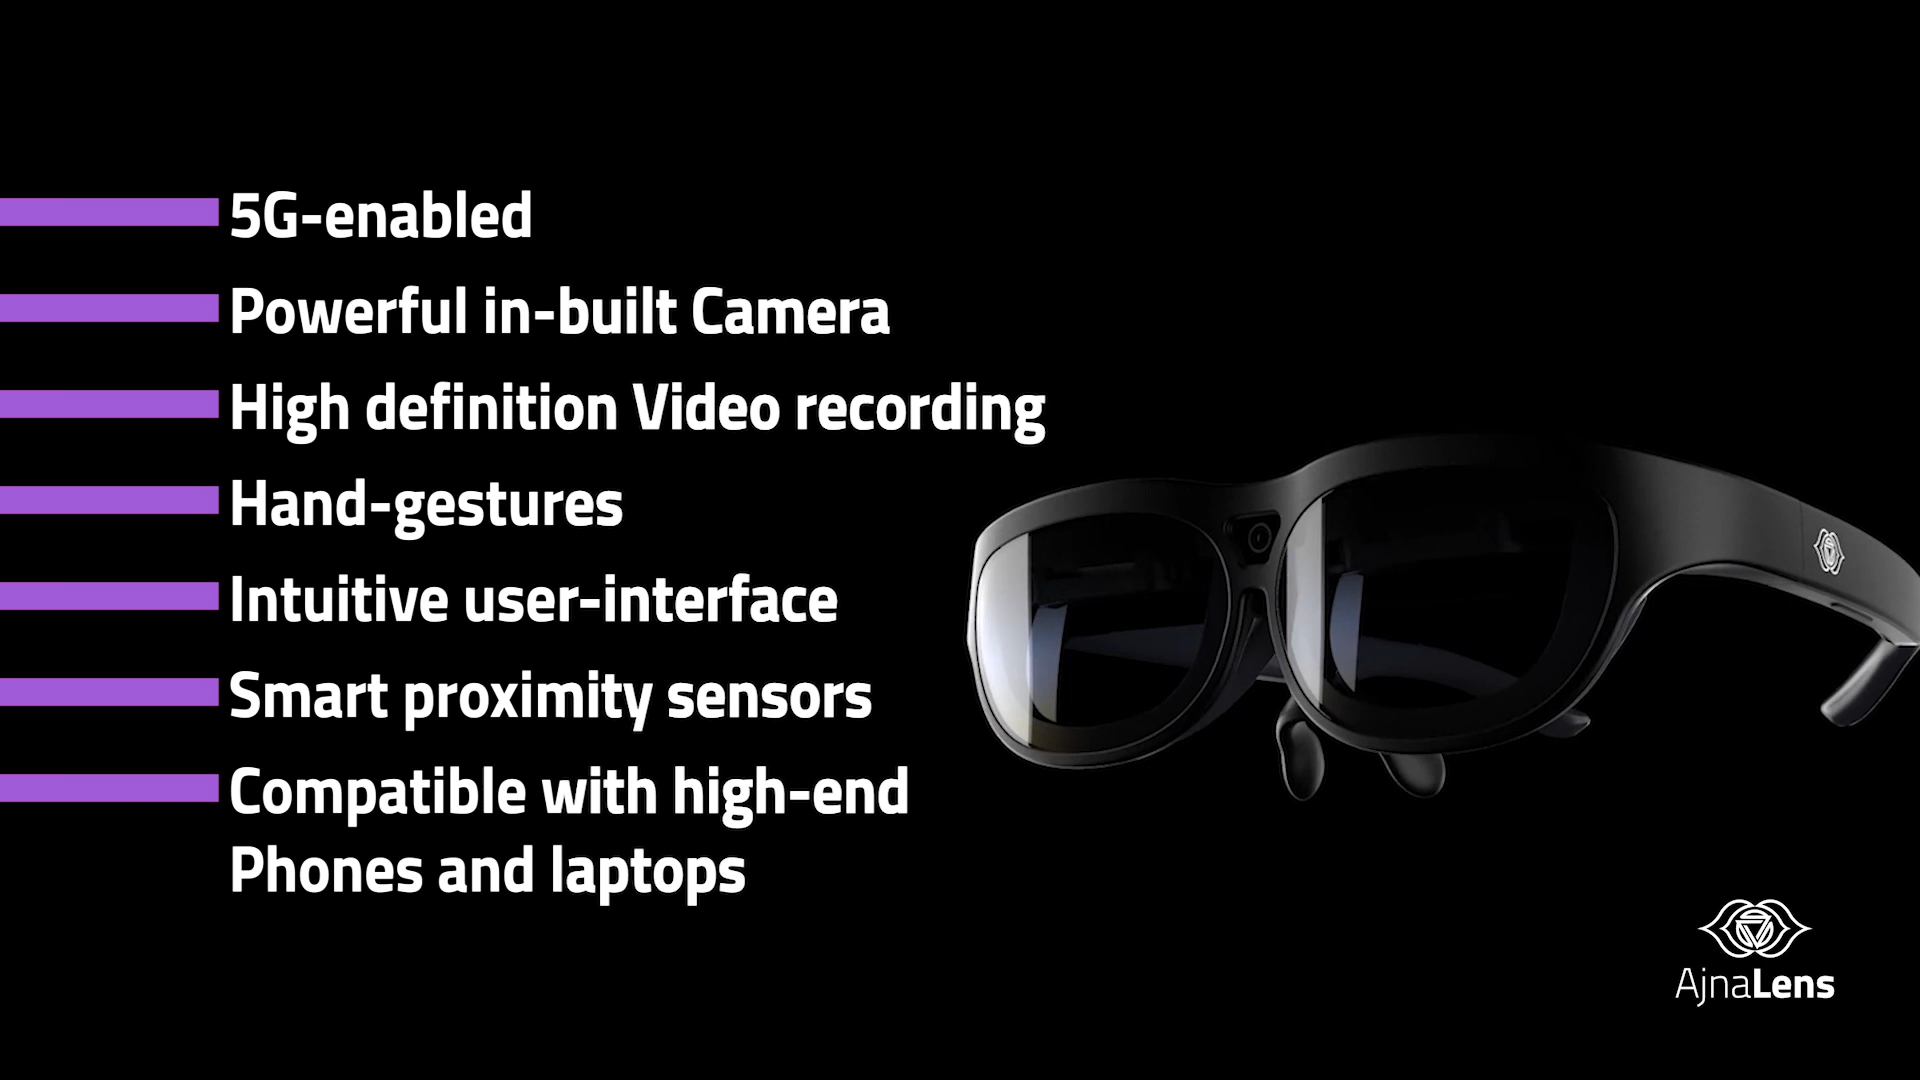 5G-enabled
Powerful in-built Camera
High definition Video recording
Hand-gestures
Intuitive user-interface
Smart proximity sensors
Compatible with high-end
Phones and laptops
AjnaLens